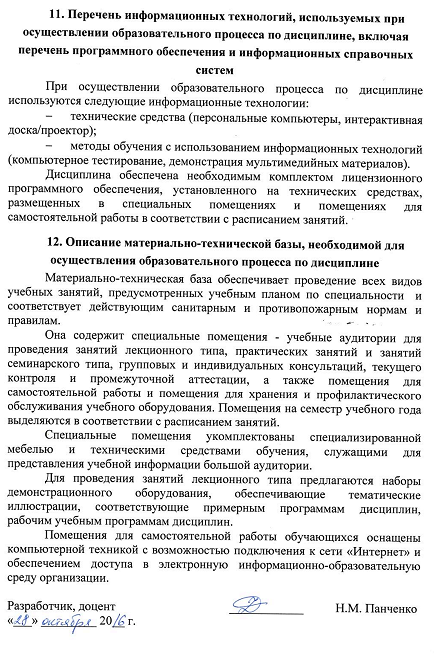 11. Перечень информационных технологий, используемых при
осуществлении образовательного процесса по дисциплине, включая
перечень программного обеспечения и информационных справочных
систем
При осуществлении образовательного процесса по дисциплине
используются следующие информационные технологии:
– технические средства (персональные компьютеры, интерактивная
доска/проектор);
– методы обучения с использованием информационных технологий
(компьютерное тестирование, демонстрация мультимедийных материалов).
Дисциплина обеспечена необходимым комплектом лицензионного
программного обеспечения, установленного на технических средствах,
размещенных в специальных помещениях и помещениях для
самостоятельной работы в соответствии с расписанием занятий.
12. Описание материально-технической базы, необходимой для
осуществления образовательного процесса по дисциплине
Материально-техническая база обеспечивает проведение всех видов
учебных занятий, предусмотренных учебным планом по специальности и
соответствует действующим санитарным и противопожарным нормам и
правилам.
Она содержит специальные помещения - учебные аудитории для
проведения занятий лекционного типа, практических занятий и занятий
семинарского типа, групповых и индивидуальных консультаций, текущего
контроля и промежуточной аттестации, а также помещения для
самостоятельной работы и помещения для хранения и профилактического
обслуживания учебного оборудования. Помещения на семестр учебного года
выделяются в соответствии с расписанием занятий.
Специальные помещения укомплектованы специализированной
мебелью и техническими средствами обучения, служащими для
представления учебной информации большой аудитории.
Для проведения занятий лекционного типа предлагаются наборы
демонстрационного оборудования, обеспечивающие тематические
иллюстрации, соответствующие примерным программам дисциплин,
рабочим учебным программам дисциплин.
Помещения для самостоятельной работы обучающихся оснащены
компьютерной техникой с возможностью подключения к сети «Интернет» и
обеспечением доступа в электронную информационно-образовательную
среду организации.
Разработчик, доцент Н.М. Панченко
«28» октября 2016 г.